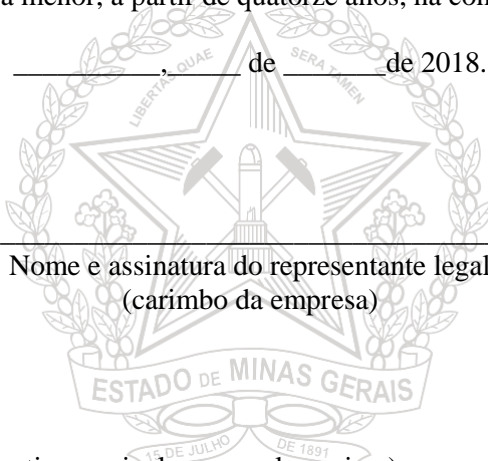 a menor, a partir de quatorze anos, na con
__________,_____ de _______de 2018.
LIBERTAS QUAE SERA TAMEN
Nome e assinatura do representante legal
(carimbo da empresa)
ESTADO DE MINAS GERAIS
15 DE JULHO DE 1891